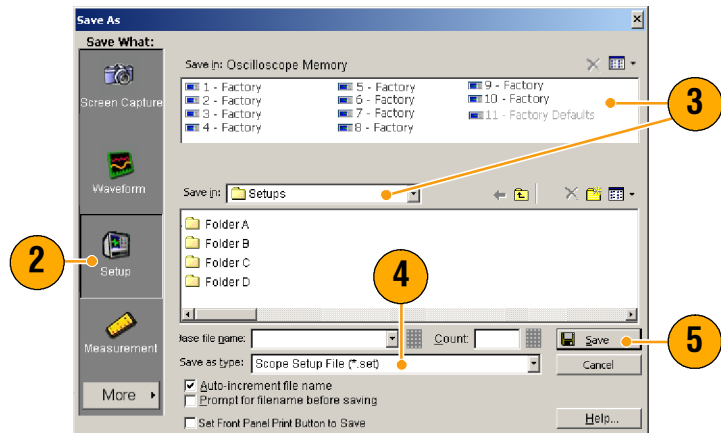 Save As
Save What:
Screen Capture
Waveform
Setup
Measurement
More
Save in: Oscilloscope Memory
1 - Factory
2 - Factory
3 - Factory
4 - Factory
5 - Factory
6 - Factory
7 - Factory
8 - Factory
9 - Factory
10 - Factory
11 - Factory Defaults
Save in: Setups
Folder A
Folder B
Folder C
Folder D
Base file name:
Count:
Save
Save as type: Scope Setup File (*.set)
Cancel
Auto-increment file name
Prompt for filename before saving
Set Front Panel Print Button to Save
Help...
2
3
4
5